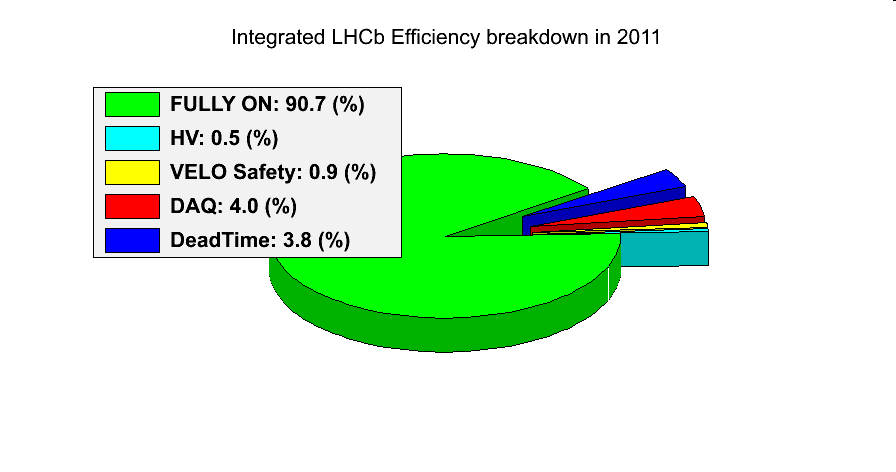 Integrated LHCb Efficiency breakdown in 2011
FULLY ON: 90.7 (%)
HV: 0.5 (%)
VELO Safety: 0.9 (%)
DAQ: 4.0 (%)
DeadTime: 3.8 (%)